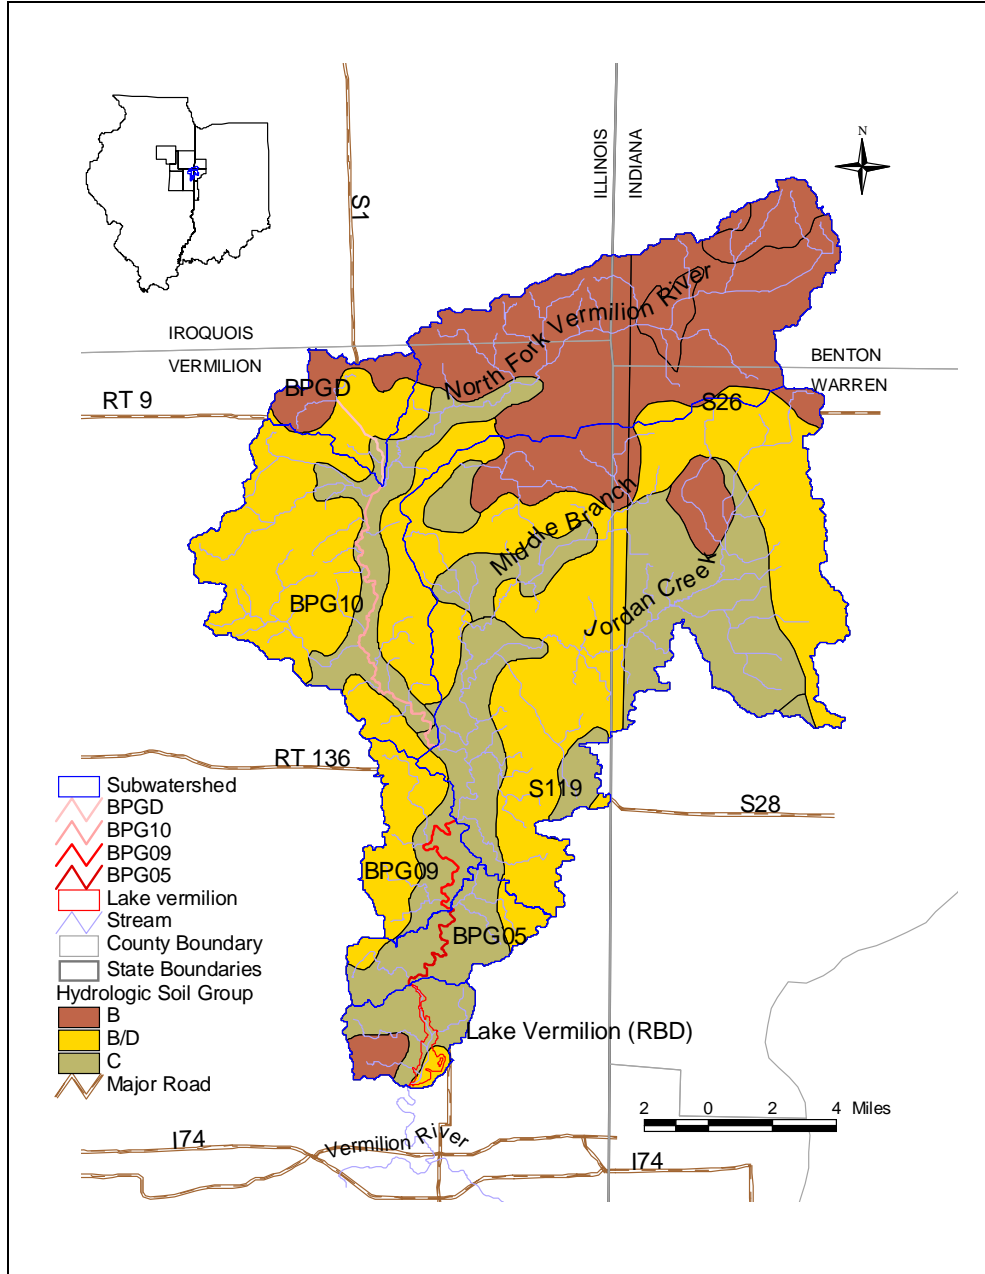 N
ILLINOIS
INDIANA
S1
North Fork Vermilion River
IROQUOIS
VERMILION
BENTON
WARREN
BPGD
RT 9
S26
Middle Branch
Jordan Creek
BPG10
RT 136
S119
S28
BPG09
BPG05
Subwatershed
BPGD
BPG10
BPG09
BPG05
Lake vermilion
Stream
County Boundary
State Boundaries
Hydrologic Soil Group
B
B/D
C
Major Road
Lake Vermilion (RBD)
2 0 2 4 Miles
I74
Vermilion River
I74